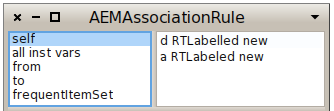 AEMAssociationRule
self
all inst vars
from
to
frequentItemSet
d RTLabelled new
a RTLabeled new